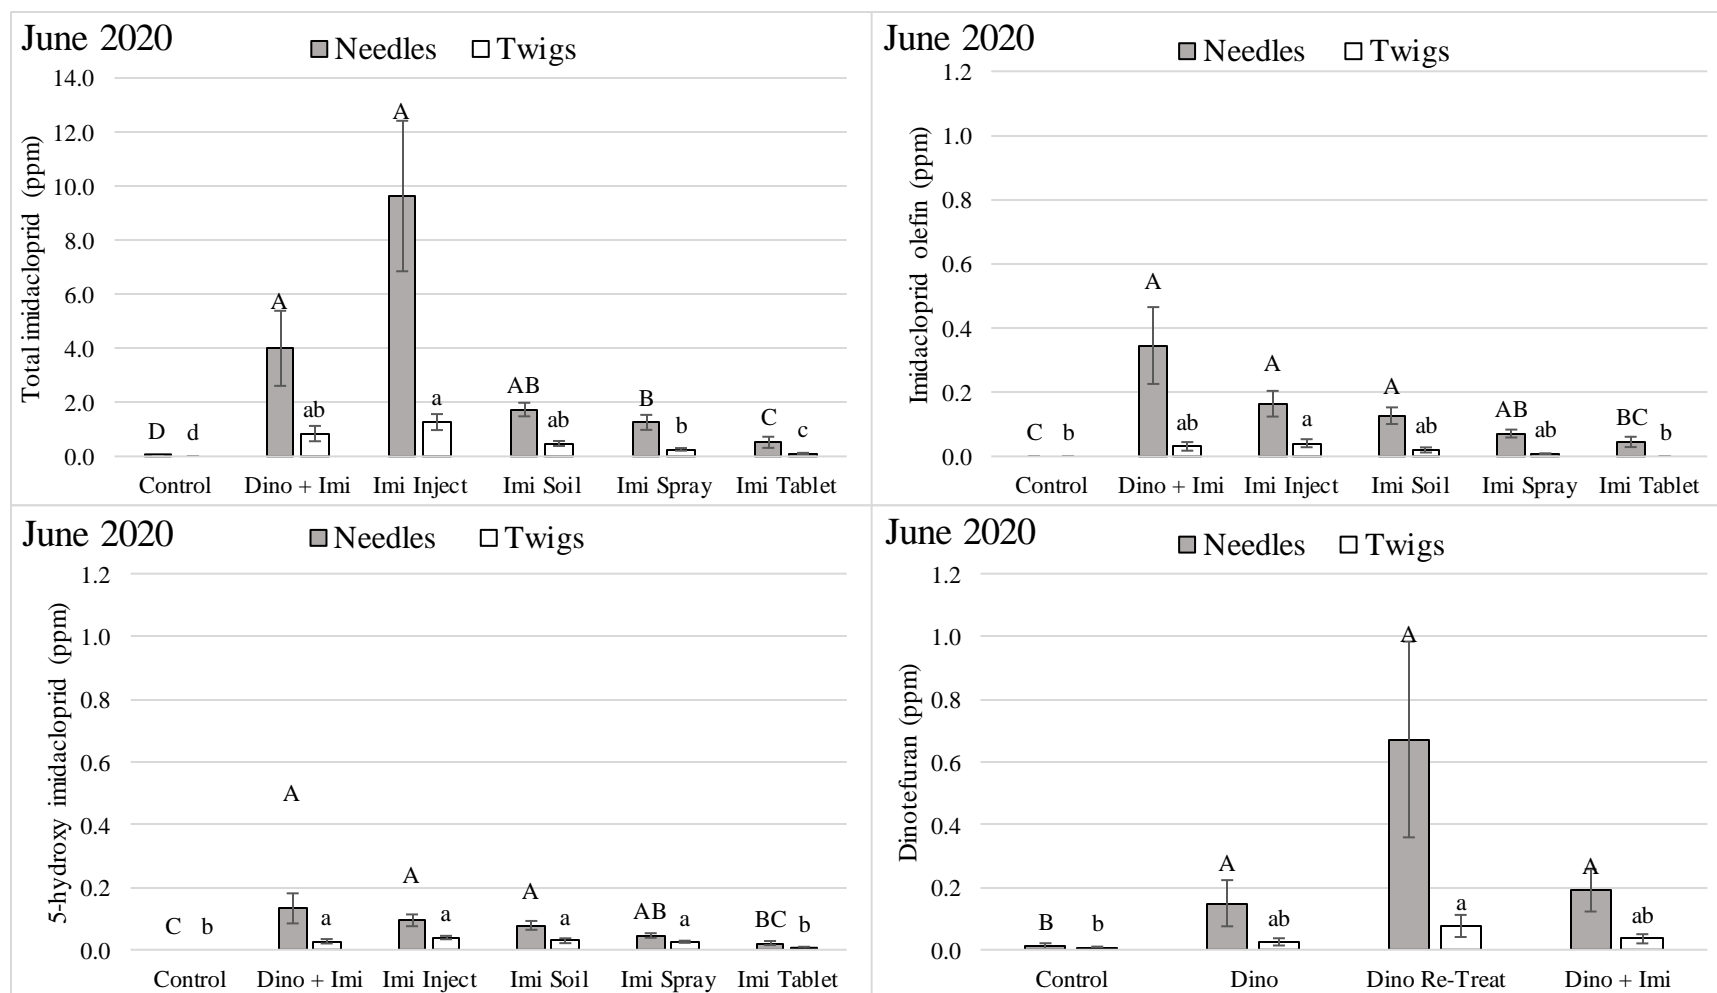 June 2020
Needles Twigs
Total imidacloprid (ppm)
14.0
12.0
10.0
8.0
6.0
4.0
2.0
0.0
D d A ab A a AB ab B b C c
Control Dino + Imi Imi Inject Imi Soil Imi Spray Imi Tablet
June 2020
Needles Twigs
Imidacloprid olefin (ppm)
1.2
1.0
0.8
0.6
0.4
0.2
0.0
C b A ab A a A ab AB ab BC b
Control Dino + Imi Imi Inject Imi Soil Imi Spray Imi Tablet
June 2020
Needles Twigs
5-hydroxy imidacloprid (ppm)
1.2
1.0
0.8
0.6
0.4
0.2
0.0
C b A a A a A a AB a BC b
Control Dino + Imi Imi Inject Imi Soil Imi Spray Imi Tablet
June 2020
Needles Twigs
Dinotefuran (ppm)
1.2
1.0
0.8
0.6
0.4
0.2
0.0
B b A ab A a A ab
Control Dino Dino Re-Treat Dino + Imi